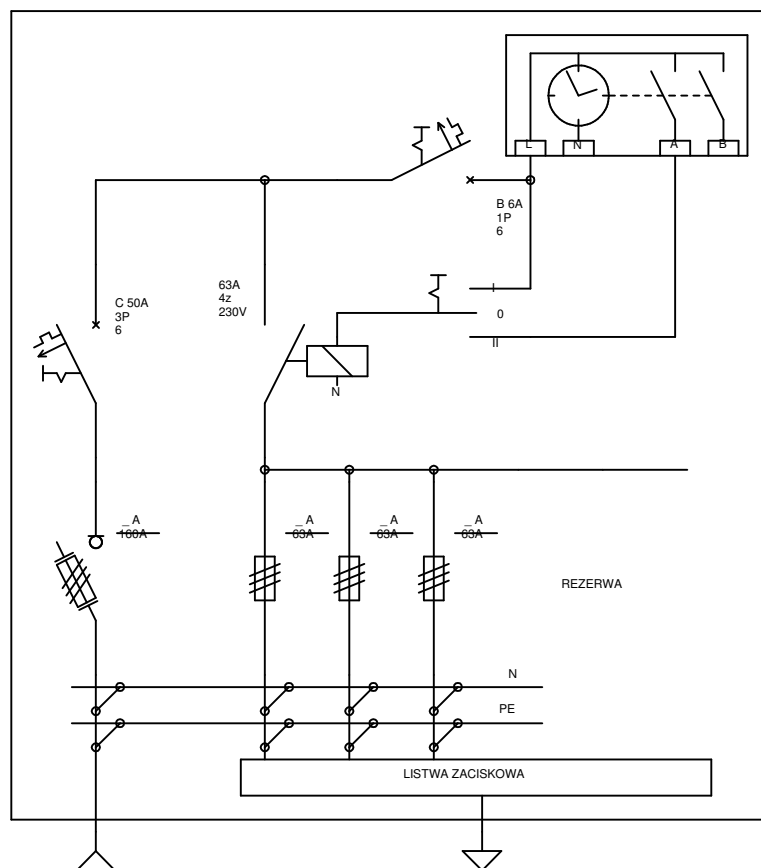 L N A B
B 6A
1P
6
C 50A
3P
6
63A
4z
230V
I
0
II
N
_ A
160A
_ A
63A
_ A
63A
_ A
63A
REZERWA
N
PE
LISTWA ZACISKOWA